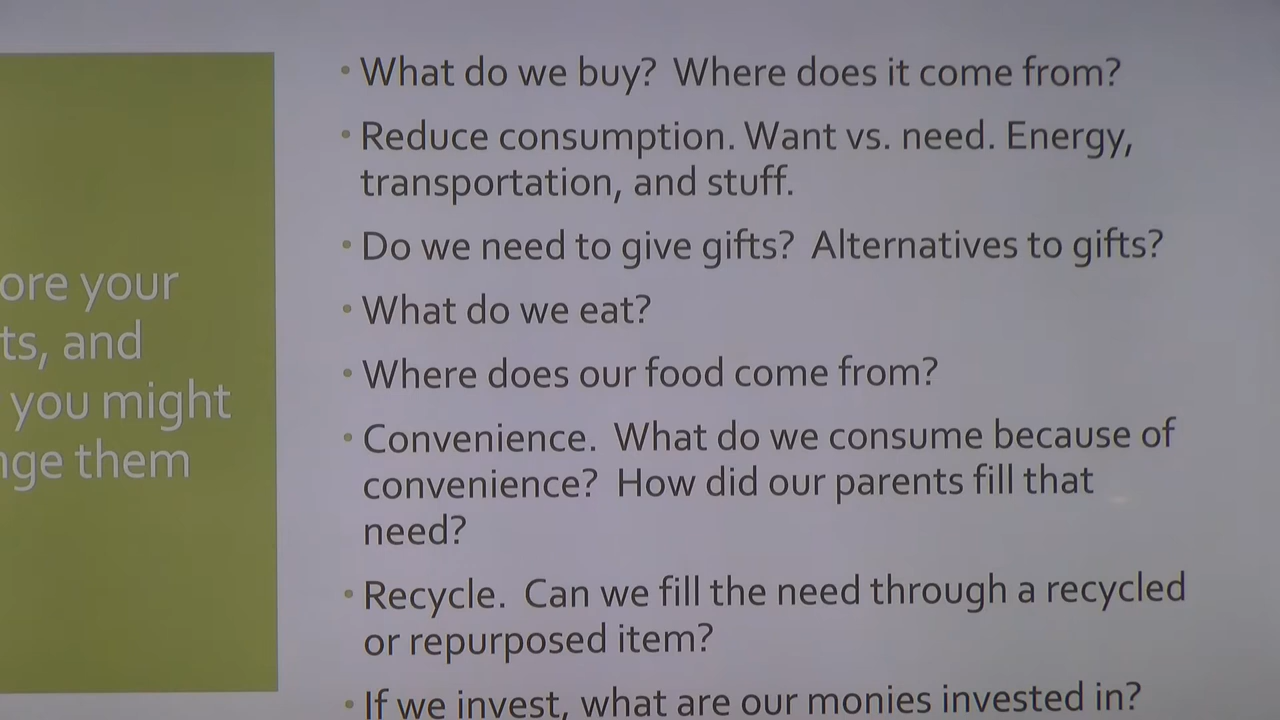 ore your
ts, and
you might
nge them
• What do we buy?  Where does it come from?
• Reduce consumption. Want vs. need. Energy,
transportation, and stuff.
• Do we need to give gifts?  Alternatives to gifts?
• What do we eat?
• Where does our food come from?
• Convenience.  What do we consume because of
convenience?  How did our parents fill that
need?
• Recycle.  Can we fill the need through a recycled
or repurposed item?
• If we invest, what are our monies invested in?